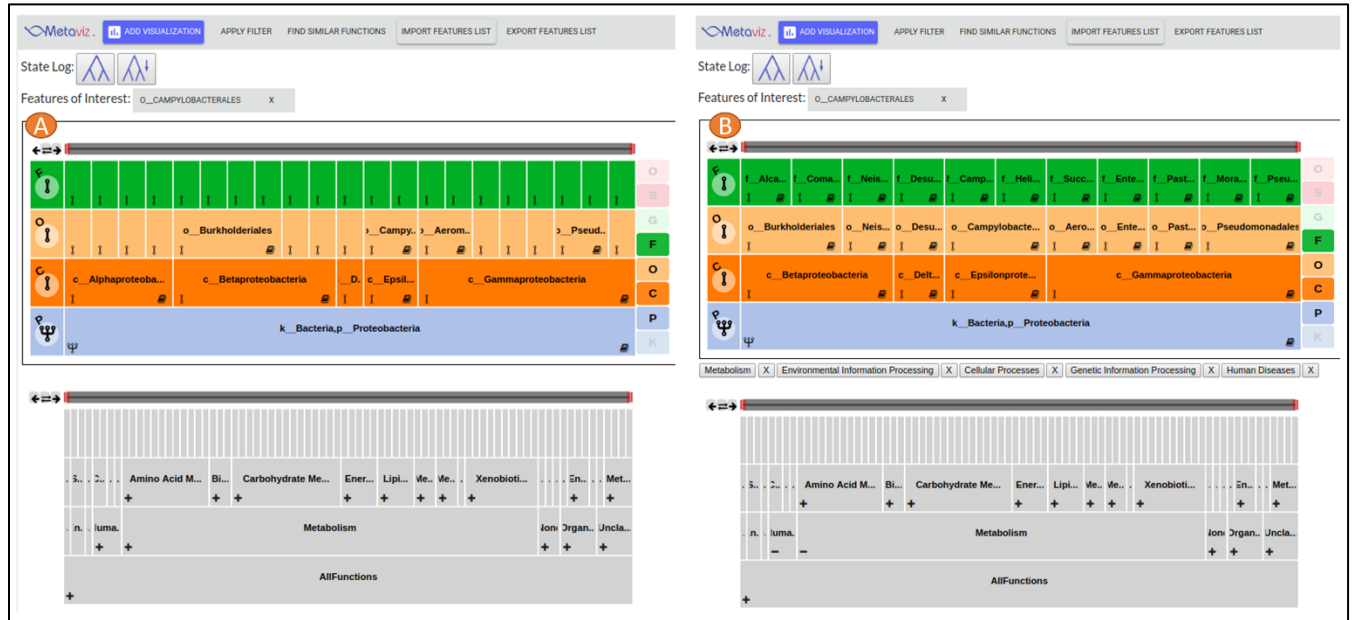 Metaviz. ADD VISUALIZATION APPLY FILTER FIND SIMILAR FUNCTIONS IMPORT FEATURES LIST EXPORT FEATURES LIST
State Log:
Features of Interest: O__CAMPYLOBACTERALES X
A
F
O
S
O
o__Burkholderiales
o__Campy.. o__Aerom.. o__Pseud..
G
F
C
c__Alphaproteoba... c__Betaproteobacteria c__Epsil... c__Gammaproteobacteria
O
C
P
k__Bacteria,p__Proteobacteria
P
K
Amino Acid M... Bi... Carbohydrate Me... Ener... Lipi... Me.. Me.. Xenobioti... En... Met...
Metabolism Organ.. Uncla...
AllFunctions
Metaviz. ADD VISUALIZATION APPLY FILTER FIND SIMILAR FUNCTIONS IMPORT FEATURES LIST EXPORT FEATURES LIST
State Log:
Features of Interest: O__CAMPYLOBACTERALES X
B
F
f__Alca... f__Coma... f__Neis... f__Desu... f__Camp... f__Heli... f__Succ... f__Ente... f__Past... f__Mora... f__Pseu...
O
S
O
o__Burkholderiales o__Neis... o__Desu... o__Campylobacte... o__Aero... o__Ente... o__Past... o__Pseudomonadales
G
F
C
c__Betaproteobacteria c__Delt... c__Epsilonprote... c__Gammaproteobacteria
O
C
P
k__Bacteria,p__Proteobacteria
P
K
Metabolism X Environmental Information Processing X Cellular Processes X Genetic Information Processing X Human Diseases X
Amino Acid M... Bi... Carbohydrate Me... Ener... Lipi... Me.. Me.. Xenobioti... En... Met...
Metabolism Organ.. Uncla...
AllFunctions